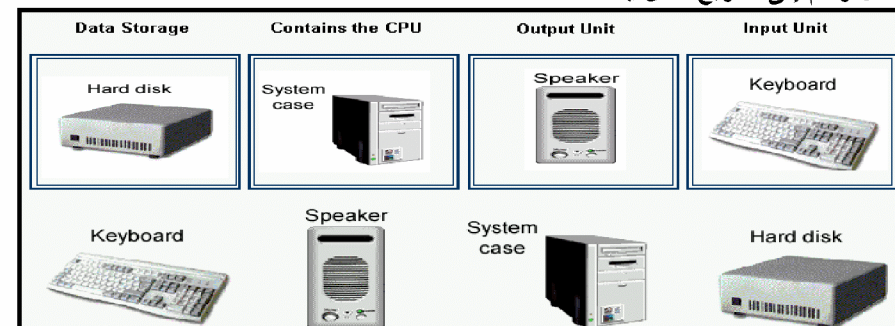 Data Storage Contains the CPU Output Unit Input Unit
Hard disk System case Speaker Keyboard
Keyboard Speaker System case Hard disk